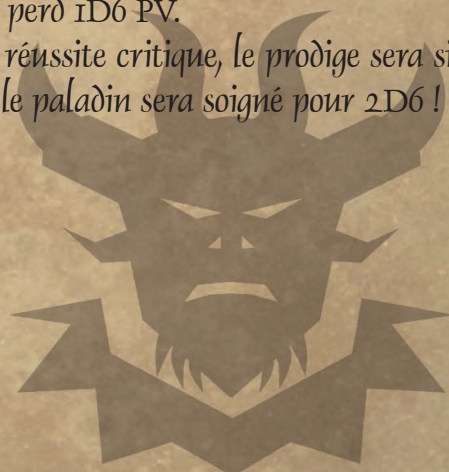 perd 1D6 PV.
réussite critique, le prodige sera si
le paladin sera soigné pour 2D6 !